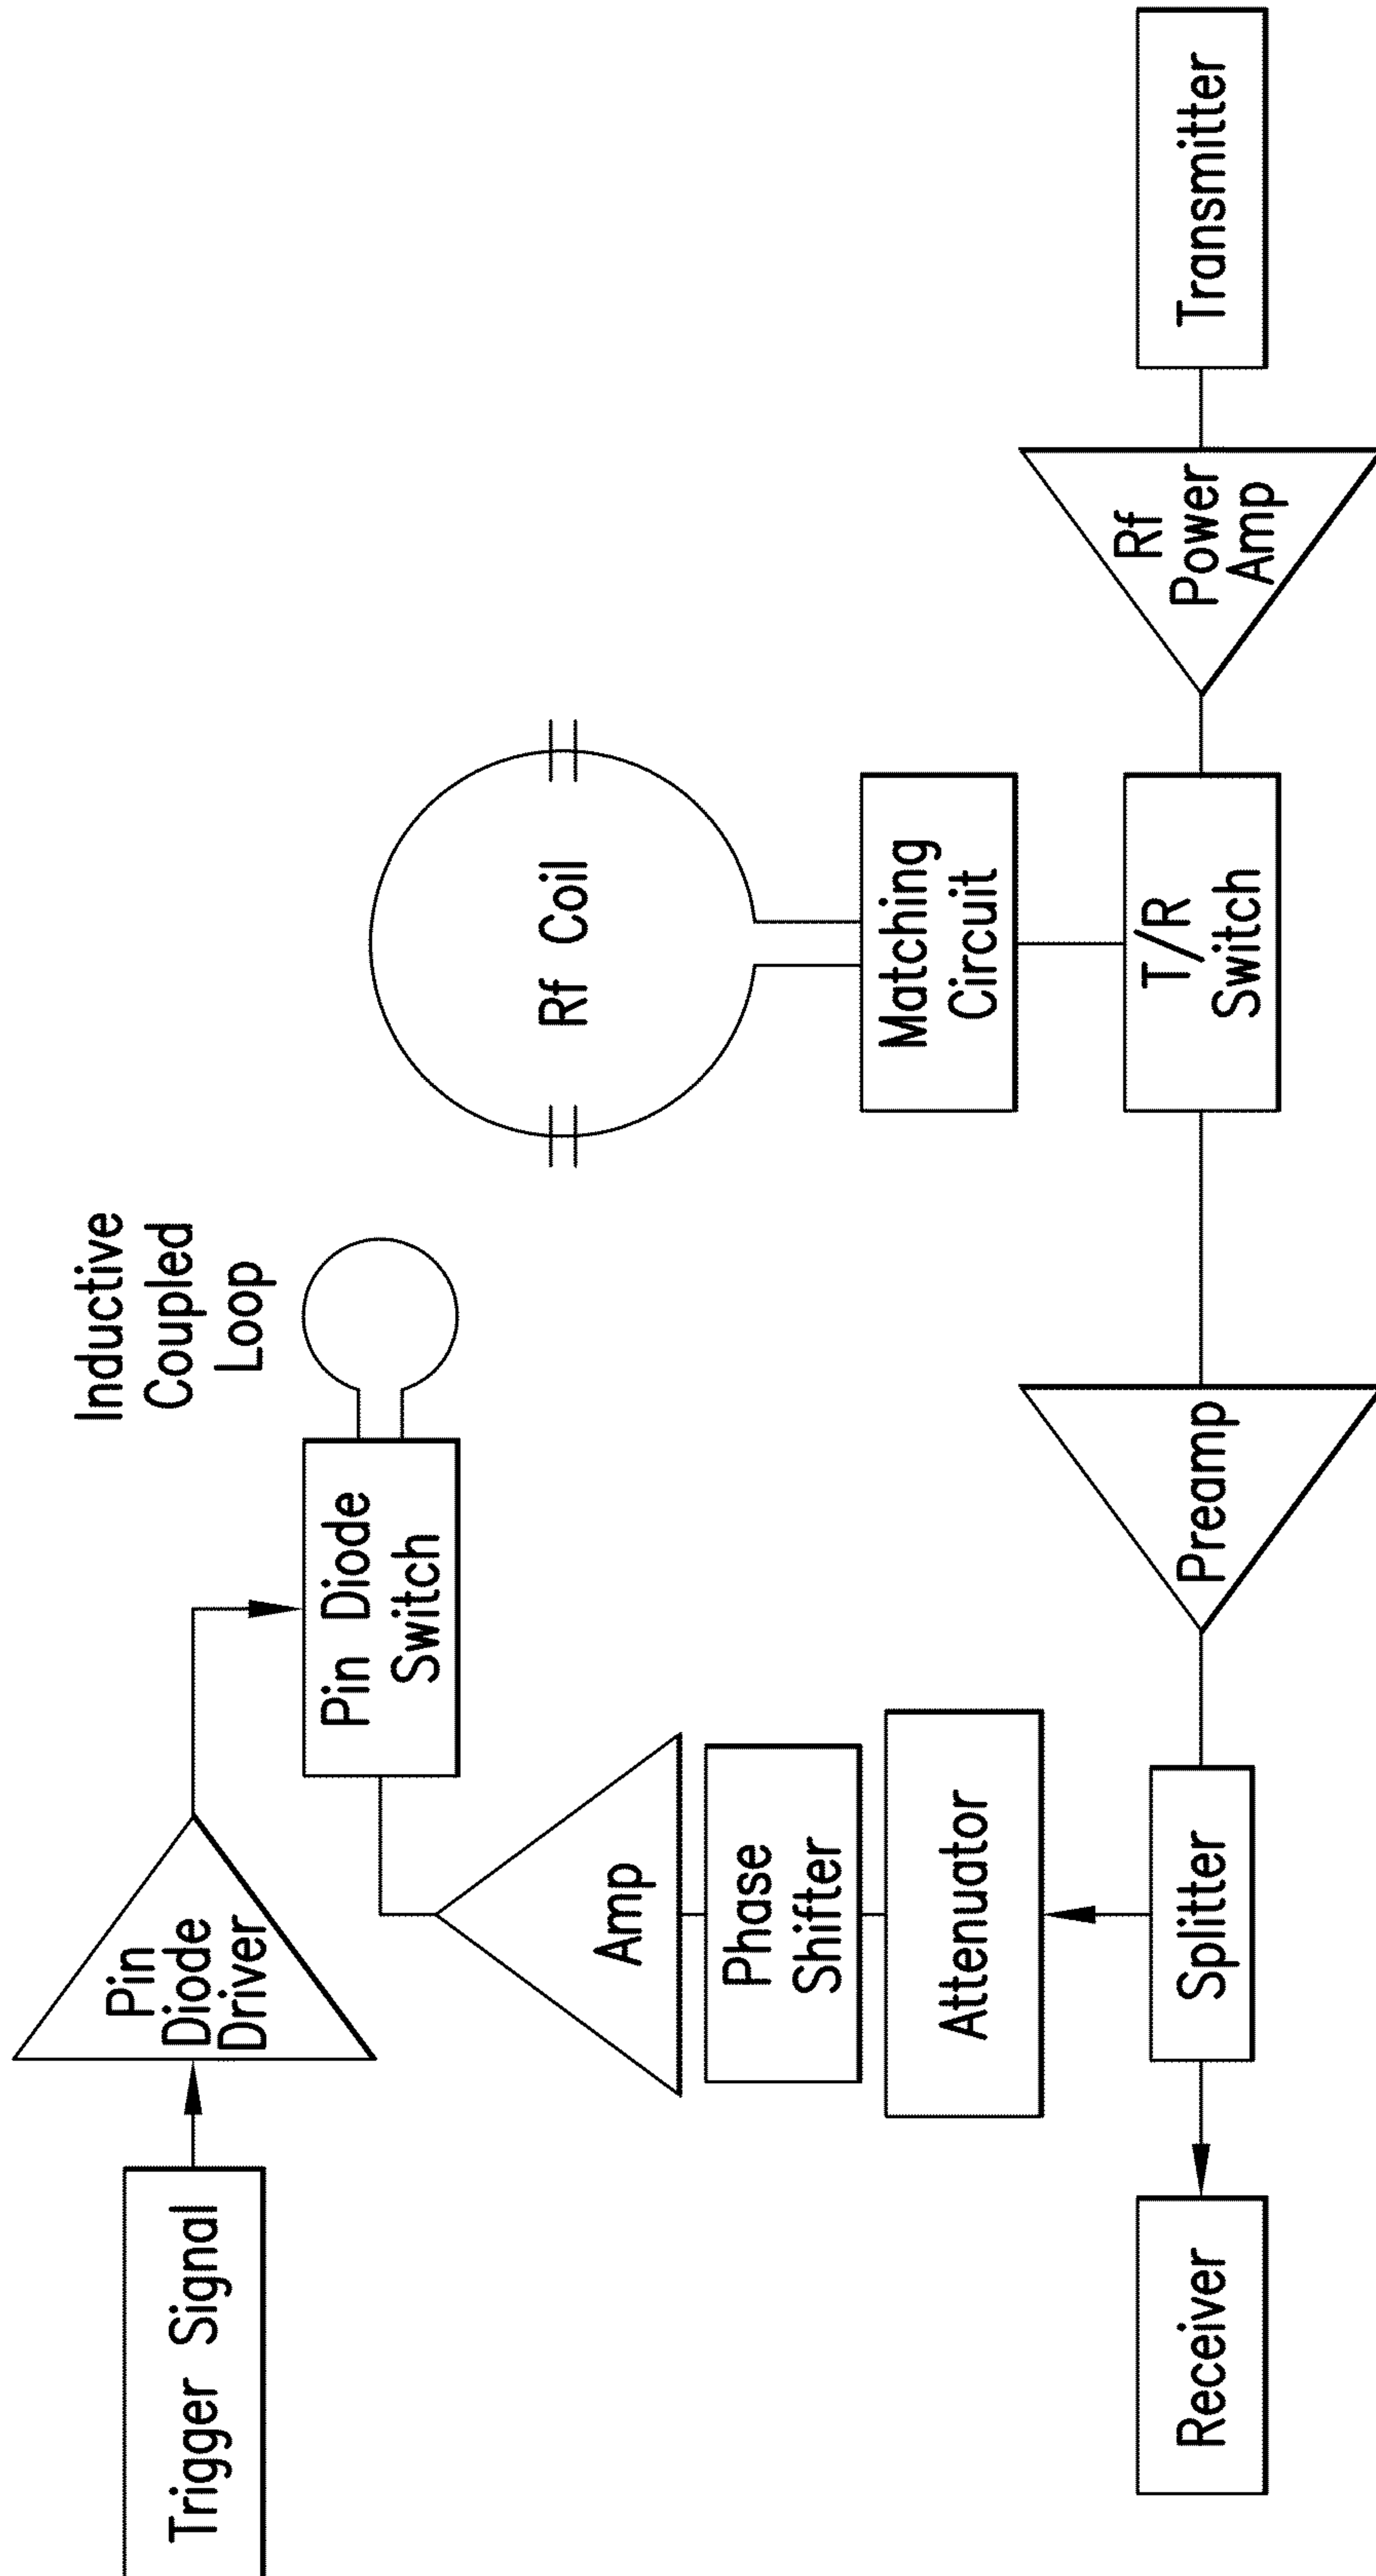 Trigger Signal
Pin
Diode
Driver
Inductive
Coupled
Loop
Pin Diode
Switch
Rf Coil
Amp
Phase
Shifter
Matching
Circuit
Attenuator
Receiver
Splitter
Preamp
T/R
Switch
Rf
Power
Amp
Transmitter